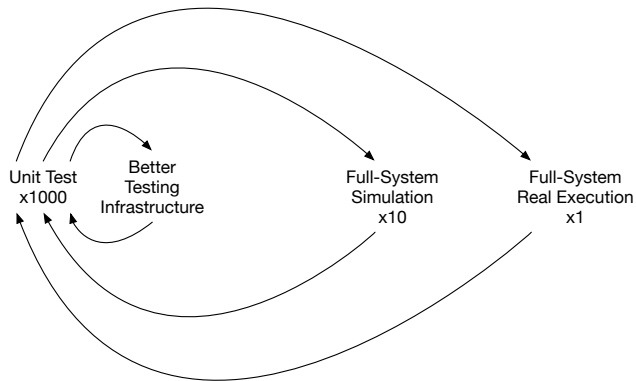 Unit Test
x1000
Better
Testing
Infrastructure
Full-System
Simulation
x10
Full-System
Real Execution
x1